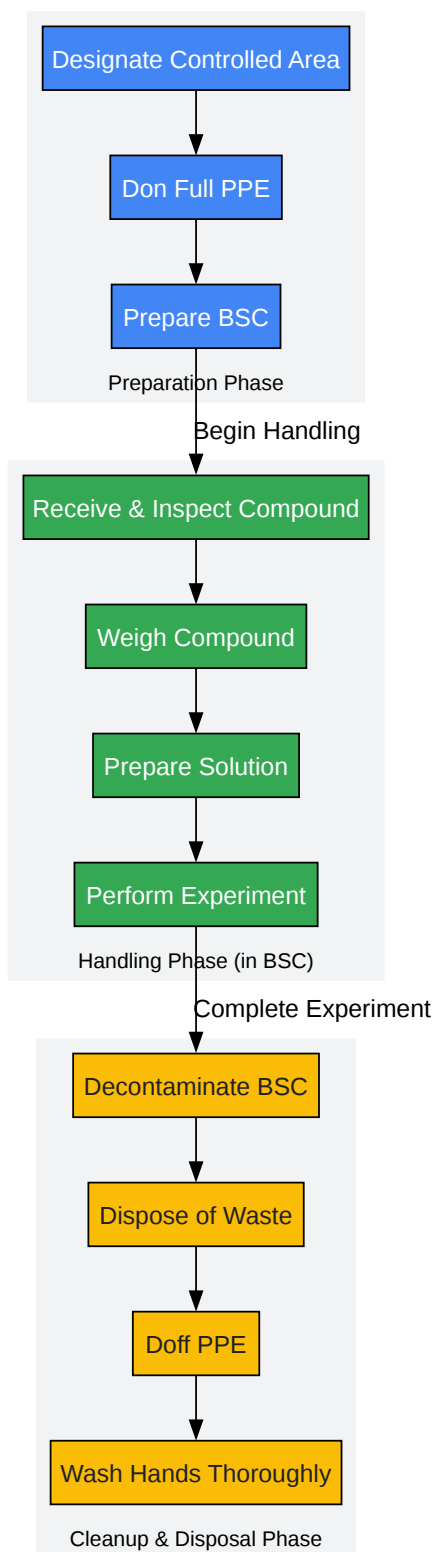 Designate Controlled Area
Don Full PPE
Prepare BSC
Preparation Phase
Begin Handling
Receive & Inspect Compound
Weigh Compound
Prepare Solution
Perform Experiment
Handling Phase (in BSC)
Complete Experiment
Decontaminate BSC
Dispose of Waste
Doff PPE
Wash Hands Thoroughly
Cleanup & Disposal Phase